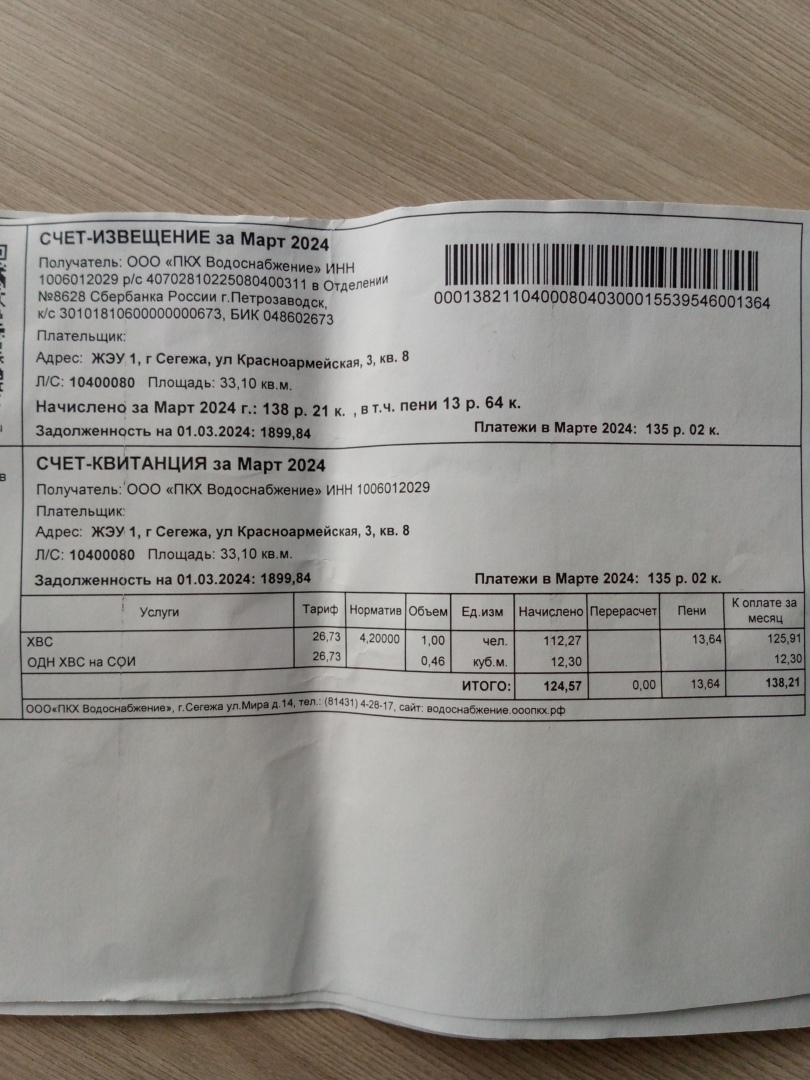 СЧЕТ-ИЗВЕЩЕНИЕ за Март 2024
Получатель: ООО «ПКХ Водоснабжение» ИНН
1006012029 р/с 40702810225080400311 в Отделении
№8628 Сбербанка России г.Петрозаводск,
к/с 30101810600000000673, БИК 048602673
000138211040008040300015539546001364
Плательщик:
Адрес: ЖЭУ 1, г Сегежа, ул Красноармейская, 3, кв. 8
Л/С: 10400080 Площадь: 33,10 кв.м.
Начислено за Март 2024 г.: 138 р. 21 к. , в т.ч. пени 13 р. 64 к.
Задолженность на 01.03.2024: 1899,84 Платежи в Марте 2024: 135 р. 02 к.
СЧЕТ-КВИТАНЦИЯ за Март 2024
Получатель: ООО «ПКХ Водоснабжение» ИНН 1006012029
Плательщик:
Адрес: ЖЭУ 1, г Сегежа, ул Красноармейская, 3, кв. 8
Л/С: 10400080 Площадь: 33,10 кв.м.
Задолженность на 01.03.2024: 1899,84 Платежи в Марте 2024: 135 р. 02 к.
Услуги Тариф Норматив Объем Ед.изм Начислено Перерасчет Пени К оплате за
месяц
ХВС 26,73 4,20000 1,00 чел. 112,27 13,64 125,91
ОДН ХВС на СОИ 26,73 0,46 куб.м. 12,30 12,30
ИТОГО: 124,57 0,00 13,64 138,21
ООО«ПКХ Водоснабжение», г.Сегежа ул.Мира д.14, тел.: (81431) 4-28-17, сайт: водоснабжение.ооопкх.рф